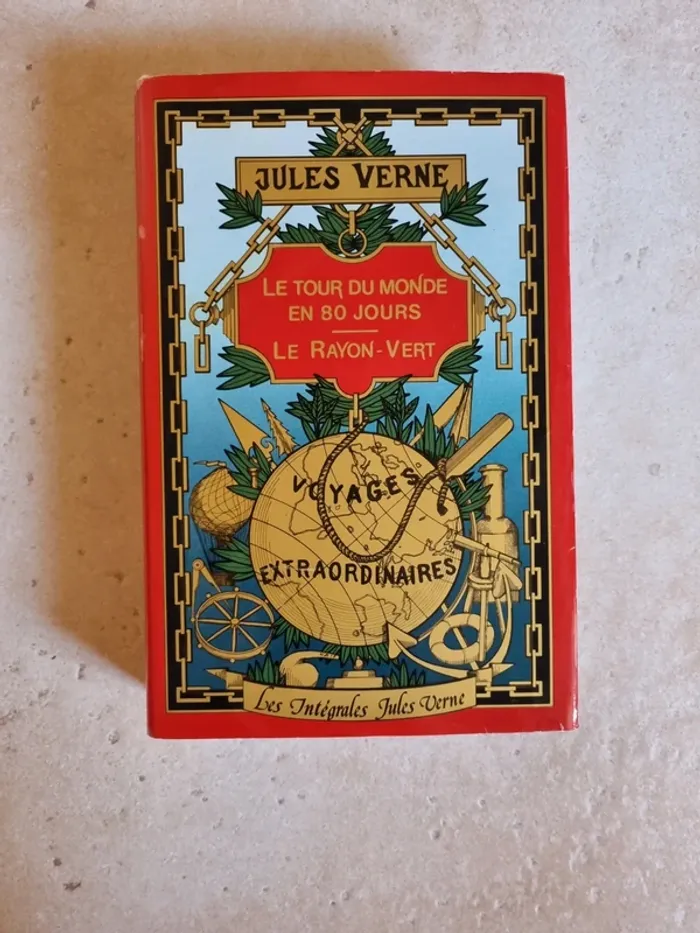 JULES VERNE
LE TOUR DU MONDE
EN 80 JOURS
LE RAYON-VERT
VOYAGES
EXTRAORDINAIRES
Les Intégrales Jules Verne